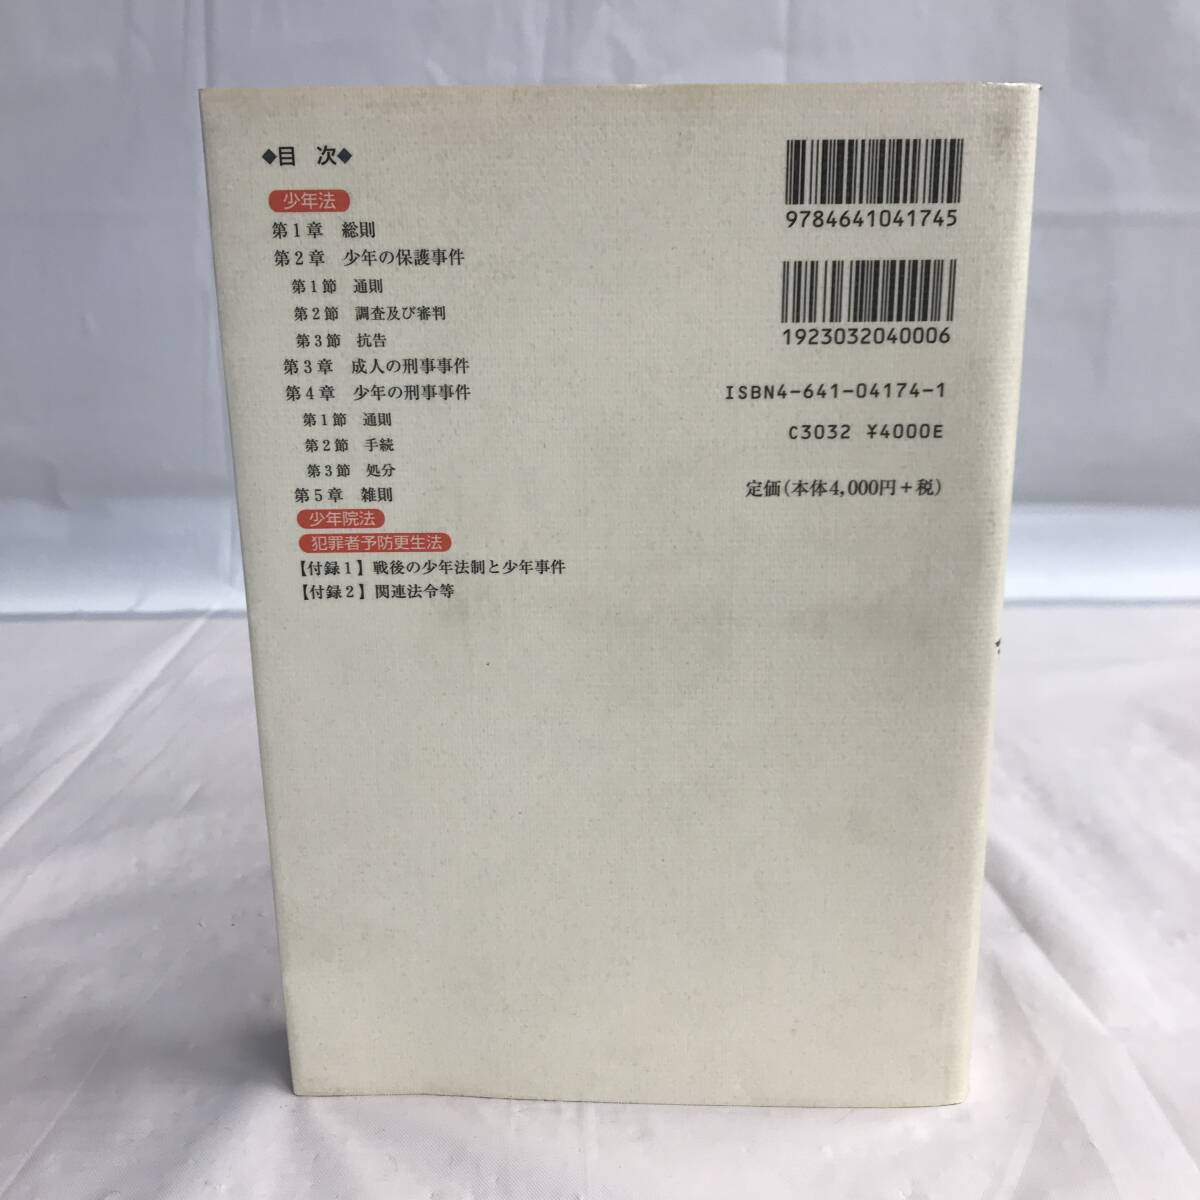 ◆目 次◆
少年法
第1章 総則
第2章 少年の保護事件
第1節 通則
第2節 調査及び審判
第3節 抗告
第3章 成人の刑事事件
第4章 少年の刑事事件
第1節 通則
第2節 手続
第3節 処分
第5章 雑則
少年院法
犯罪者予防更生法
【付録1】戦後の少年法制と少年事件
【付録2】関連法令等
9784641041745
1923032040006
ISBN4-641-04174-1
C3032 ¥4000E
定価(本体4,000円+税)